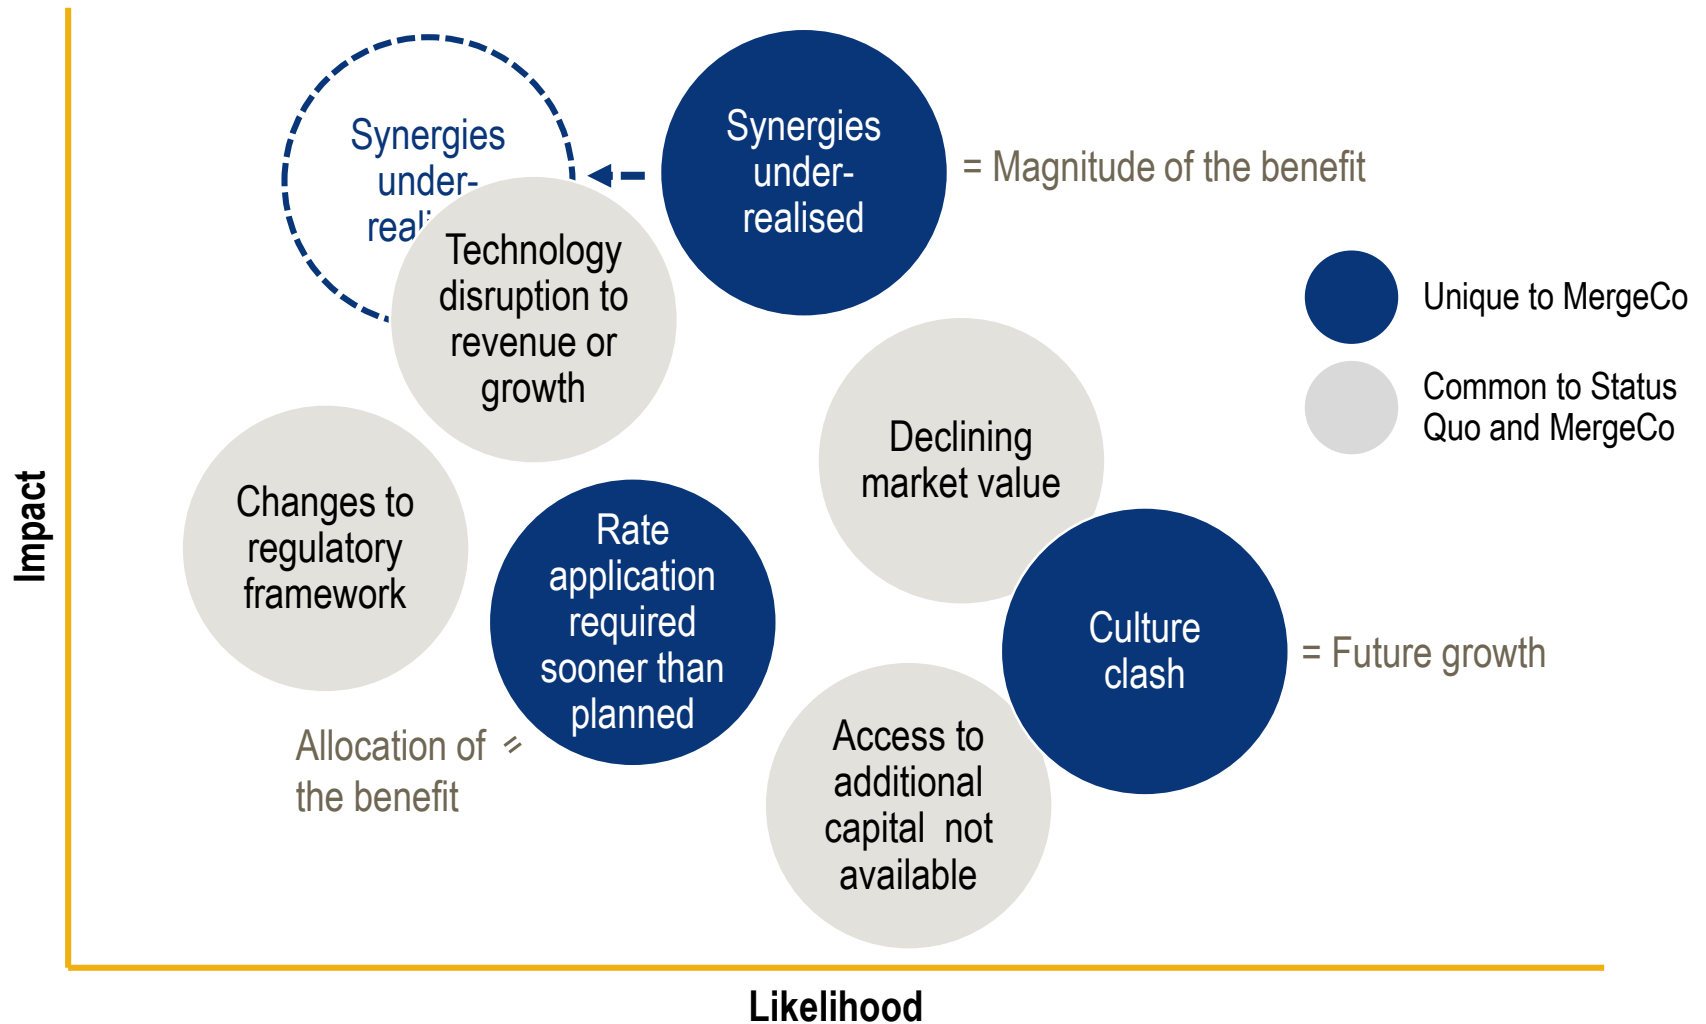 Synergies
under-
reali
Synergies
under-
realised
= Magnitude of the benefit
Technology
disruption to
revenue or
growth
Unique to MergeCo
Common to Status
Quo and MergeCo
Declining
market value
Changes to
regulatory
framework
Rate
application
required
sooner than
planned
Culture
clash
= Future growth
Allocation of =
the benefit
Access to
additional
capital  not
available
Impact
Likelihood